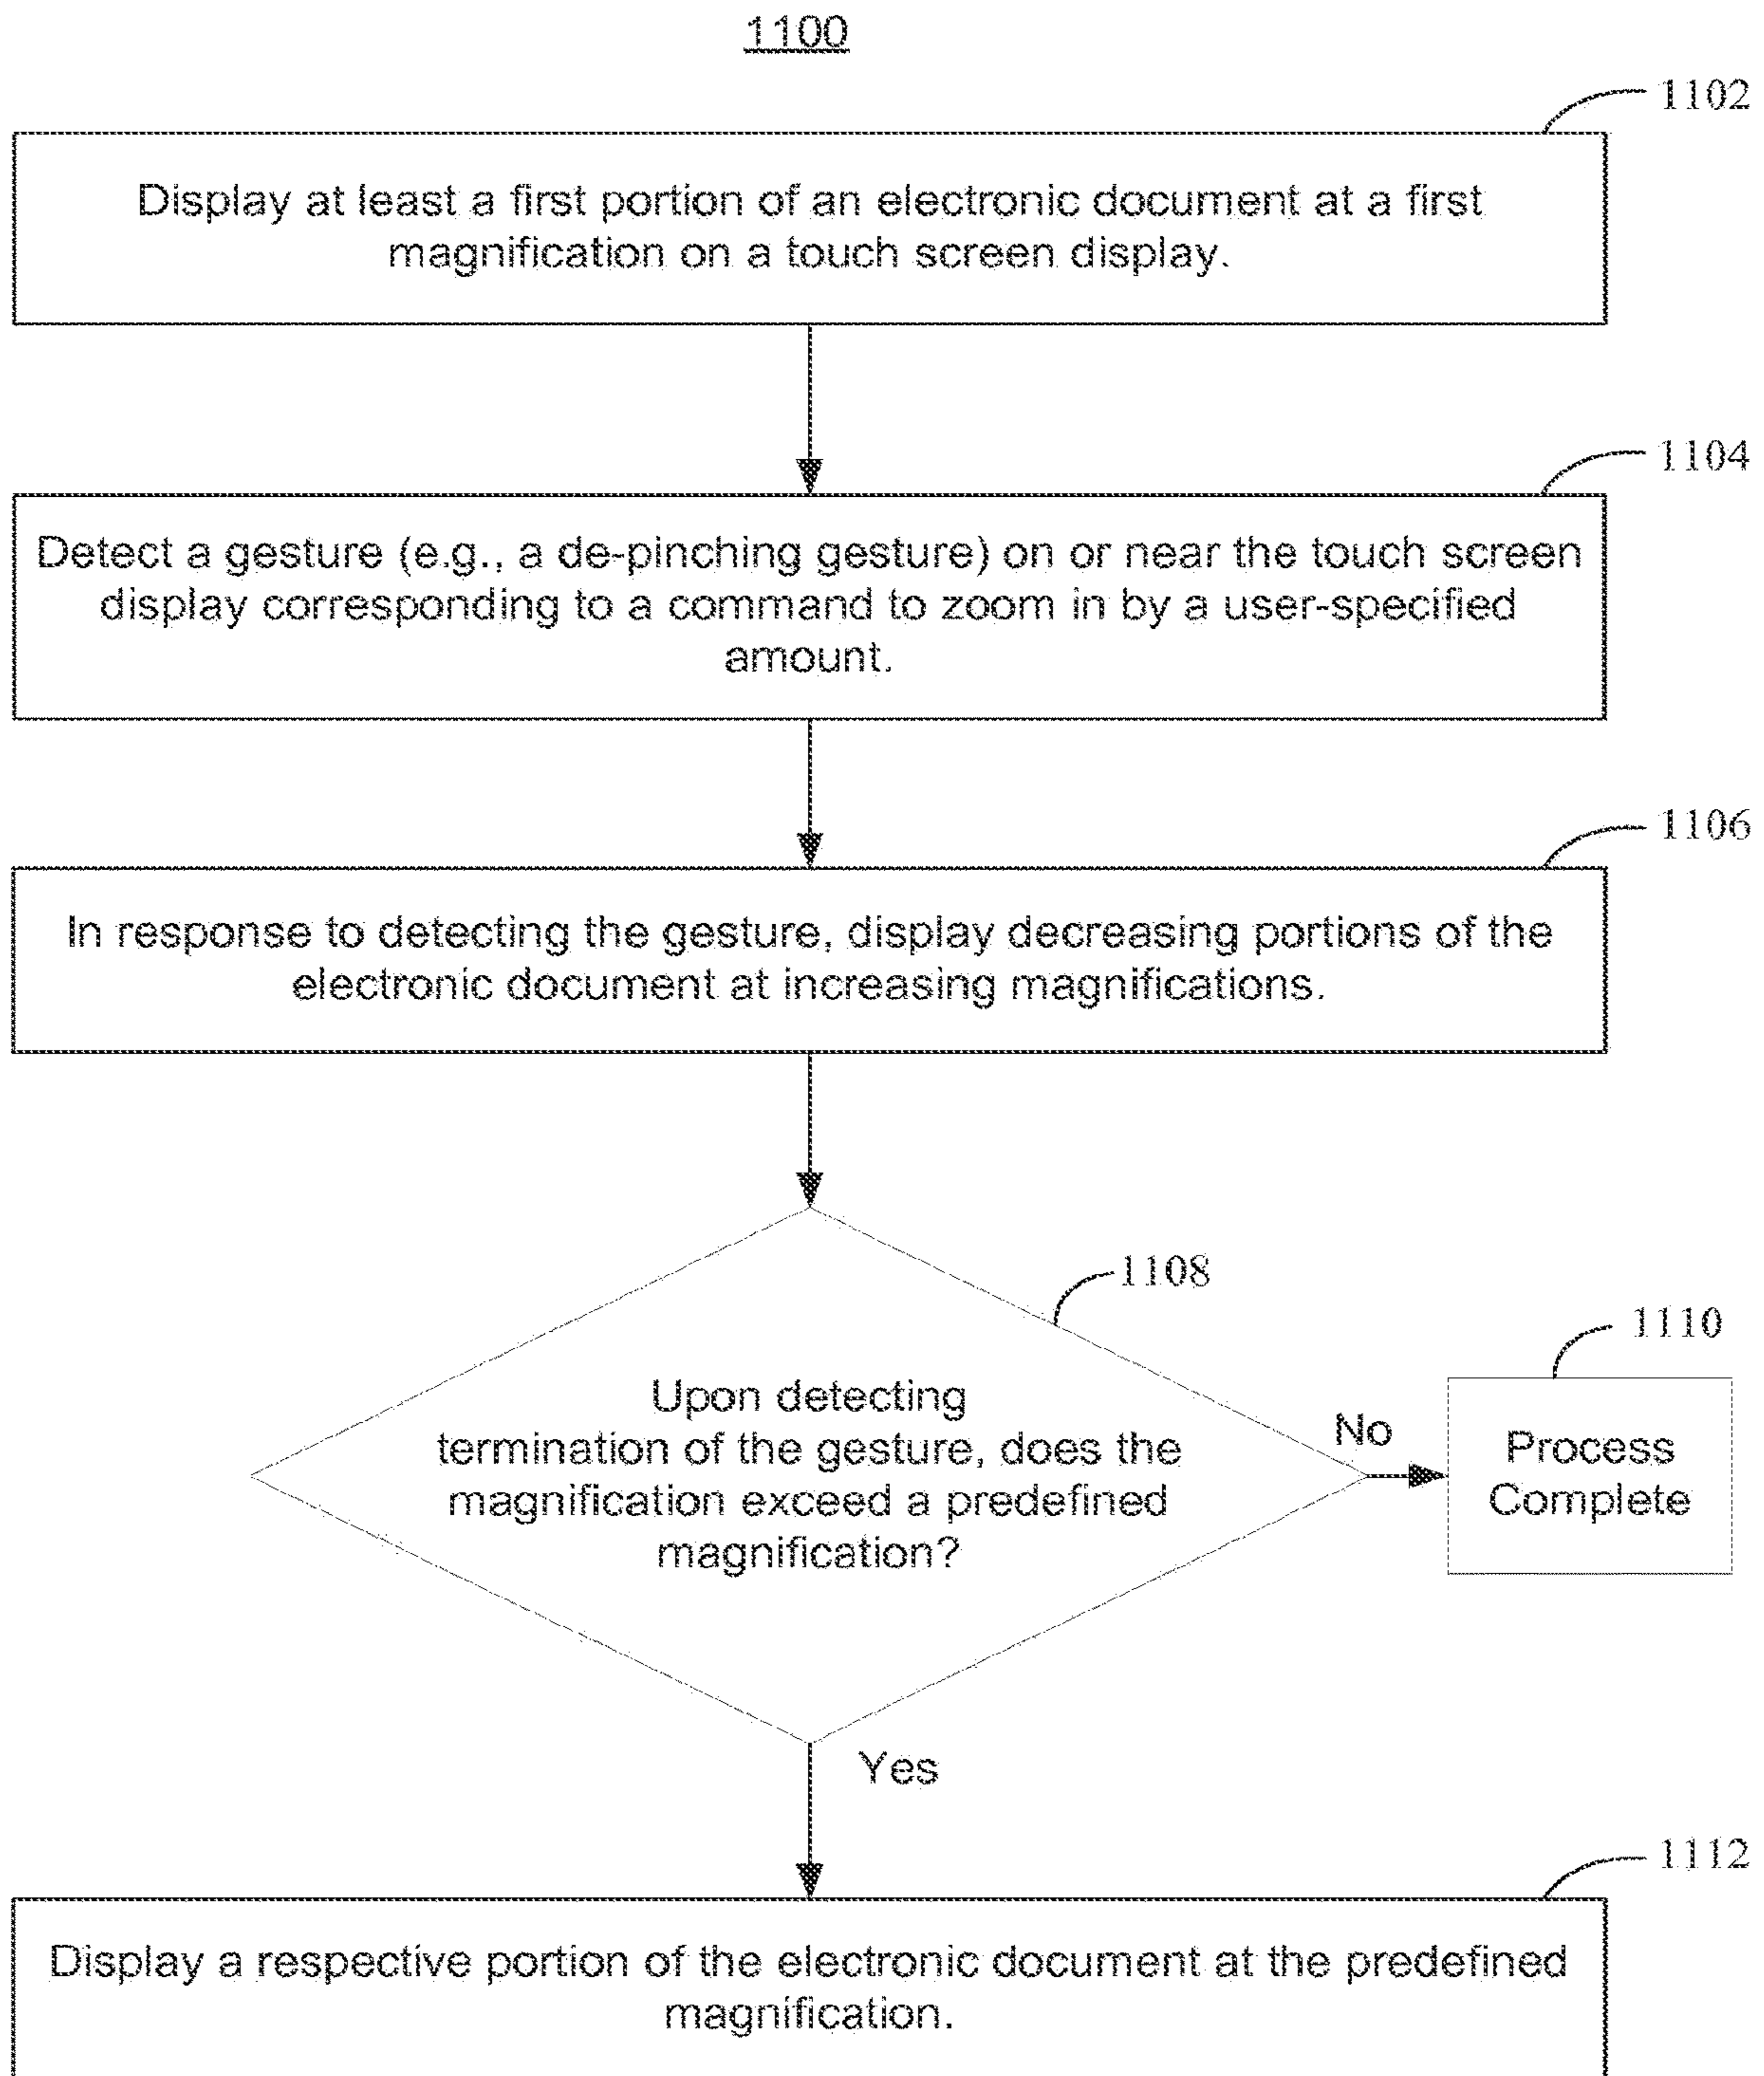 1100
1102
Display at least a first portion of an electronic document at a first
magnification on a touch screen display.
1104
Detect a gesture (e.g., a de-pinching gesture) on or near the touch screen
display corresponding to a command to zoom in by a user-specified
amount.
1106
In response to detecting the gesture, display decreasing portions of the
electronic document at increasing magnifications.
1108
Upon detecting
termination of the gesture, does the
magnification exceed a predefined
magnification?
No
1110
Process
Complete
Yes
1112
Display a respective portion of the electronic document at the predefined
magnification.